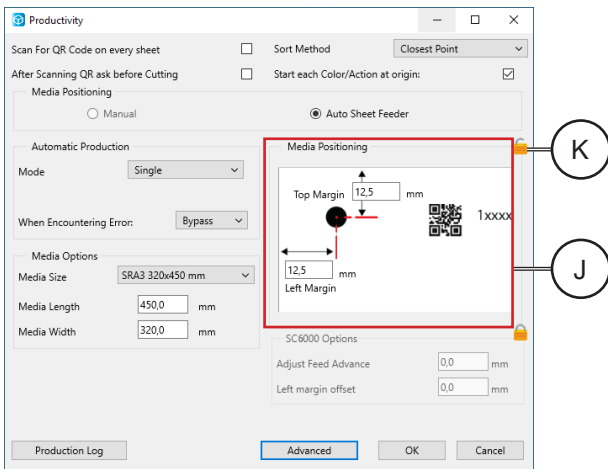 Productivity
Scan For QR Code on every sheet
Sort Method
Closest Point
After Scanning QR ask before Cutting
Start each Color/Action at origin:
Media Positioning
Manual
Auto Sheet Feeder
Automatic Production
Mode
Single
When Encountering Error:
Bypass
Media Positioning
Top Margin
12,5
mm
1xxxx
12,5
mm
Left Margin
K
J
Media Options
Media Size
SRA3 320x450 mm
Media Length
450,0
mm
Media Width
320,0
mm
SC6000 Options
Adjust Feed Advance
0,0
mm
Left margin offset
0,0
mm
Production Log
Advanced
OK
Cancel